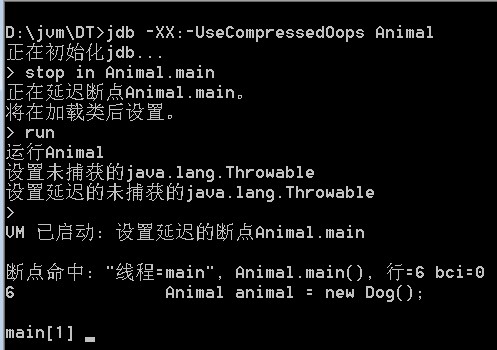 D:\jvm\DT>jdb -XX:-UseCompressedOops Animal
正在初始化jdb...
> stop in Animal.main
正在延迟断点Animal.main。
将在加载类后设置。
> run
运行Animal
设置未捕获的java.lang.Throwable
设置延迟的未捕获的java.lang.Throwable
>
VM 已启动: 设置延迟的断点Animal.main
断点命中: "线程=main", Animal.main(), 行=6 bci=0
6 Animal animal = new Dog();
main[1] _